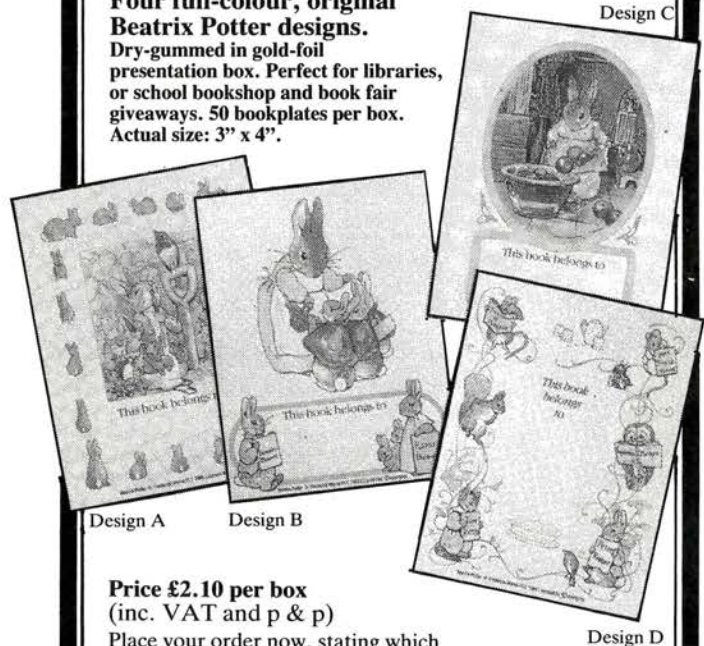 Four full-colour, original
Beatrix Potter designs.
Dry-gummed in gold-foil
presentation box. Perfect for libraries,
or school bookshop and book fair
giveaways. 50 bookplates per box.
Actual size: 3” x 4”.
Design C
This book belongs to
This book belongs
This book belongs to
This book
belongs
to
Design A
Design B
Price £2.10 per box
(inc. VAT and p & p)
Place your order now, stating which
Design D